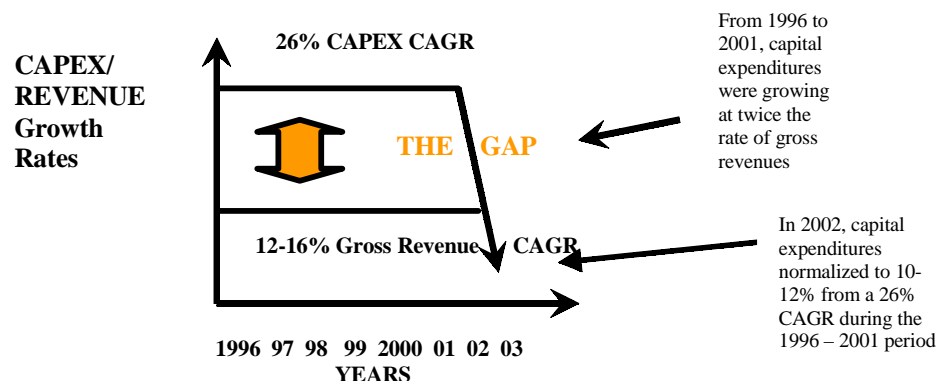 26% CAPEX CAGR
CAPEX/
REVENUE
Growth
Rates
THE GAP
12-16% Gross Revenue CAGR
1996 97 98 99 2000 01 02 03
YEARS
From 1996 to
2001, capital
expenditures
were growing
at twice the
rate of gross
revenues
In 2002, capital
expenditures
normalized to 10-
12% from a 26%
CAGR during the
1996 – 2001 period